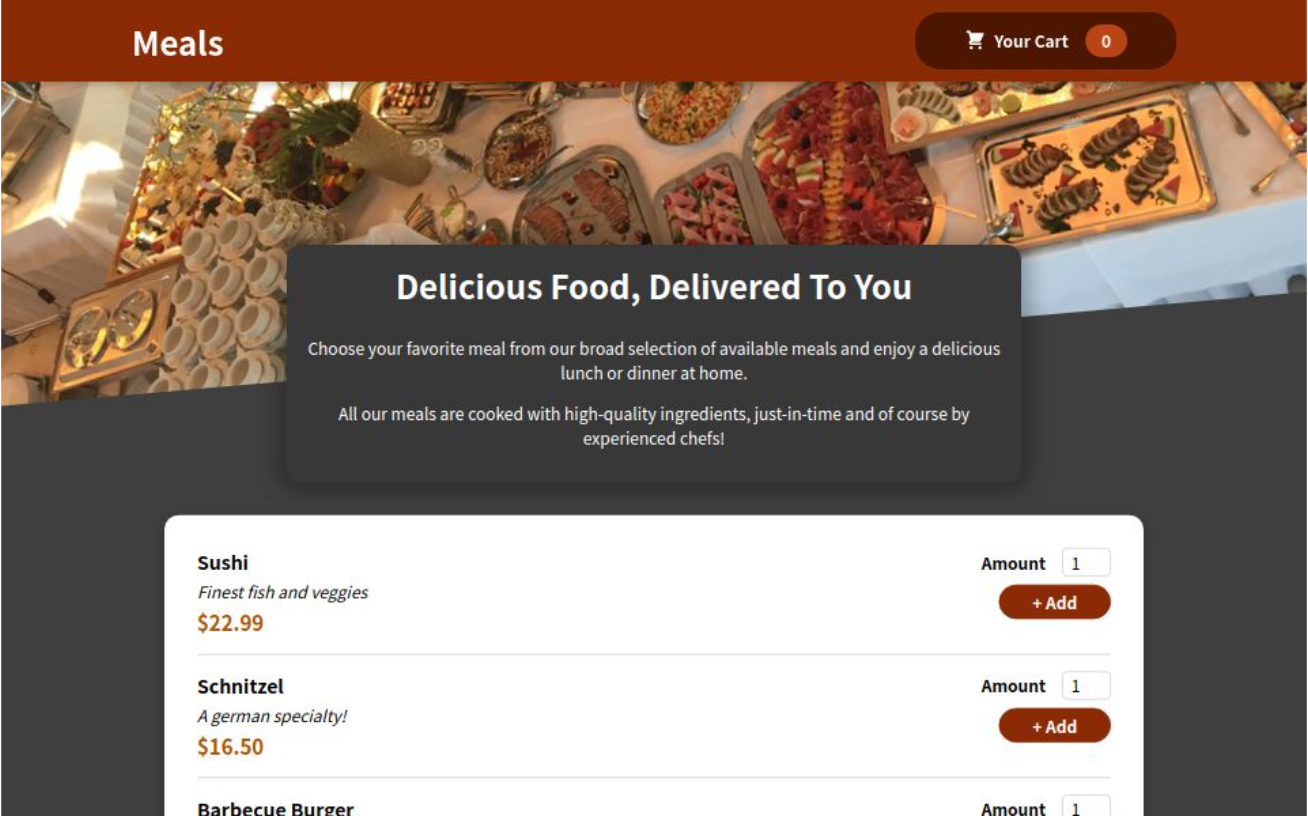 Meals
Your Cart 0
Delicious Food, Delivered To You
Choose your favorite meal from our broad selection of available meals and enjoy a delicious
lunch or dinner at home.
All our meals are cooked with high-quality ingredients, just-in-time and of course by
experienced chefs!
Sushi
Finest fish and veggies
$22.99
Amount 1
+ Add
Schnitzel
A german specialty!
$16.50
Amount 1
+ Add
Barbecue Burger
Amount 1